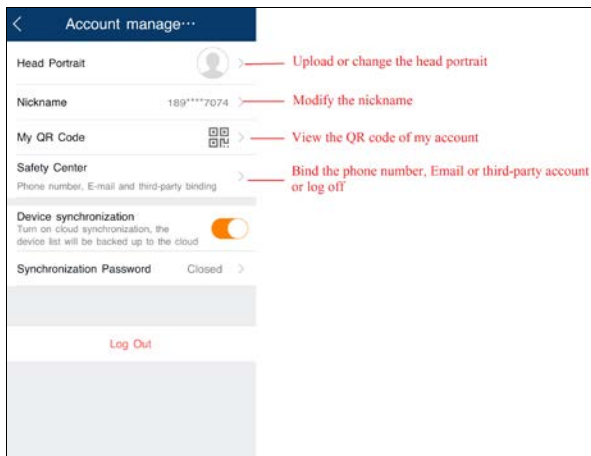 Account manage···
Head Portrait
Upload or change the head portrait
Nickname
189****7074
Modify the nickname
My QR Code
View the QR code of my account
Safety Center
Phone number, E-mail and third-party binding
Bind the phone number, Email or third-party account
or log off
Device synchronization
Turn on cloud synchronization, the
device list will be backed up to the cloud
Synchronization Password
Closed
Log Out